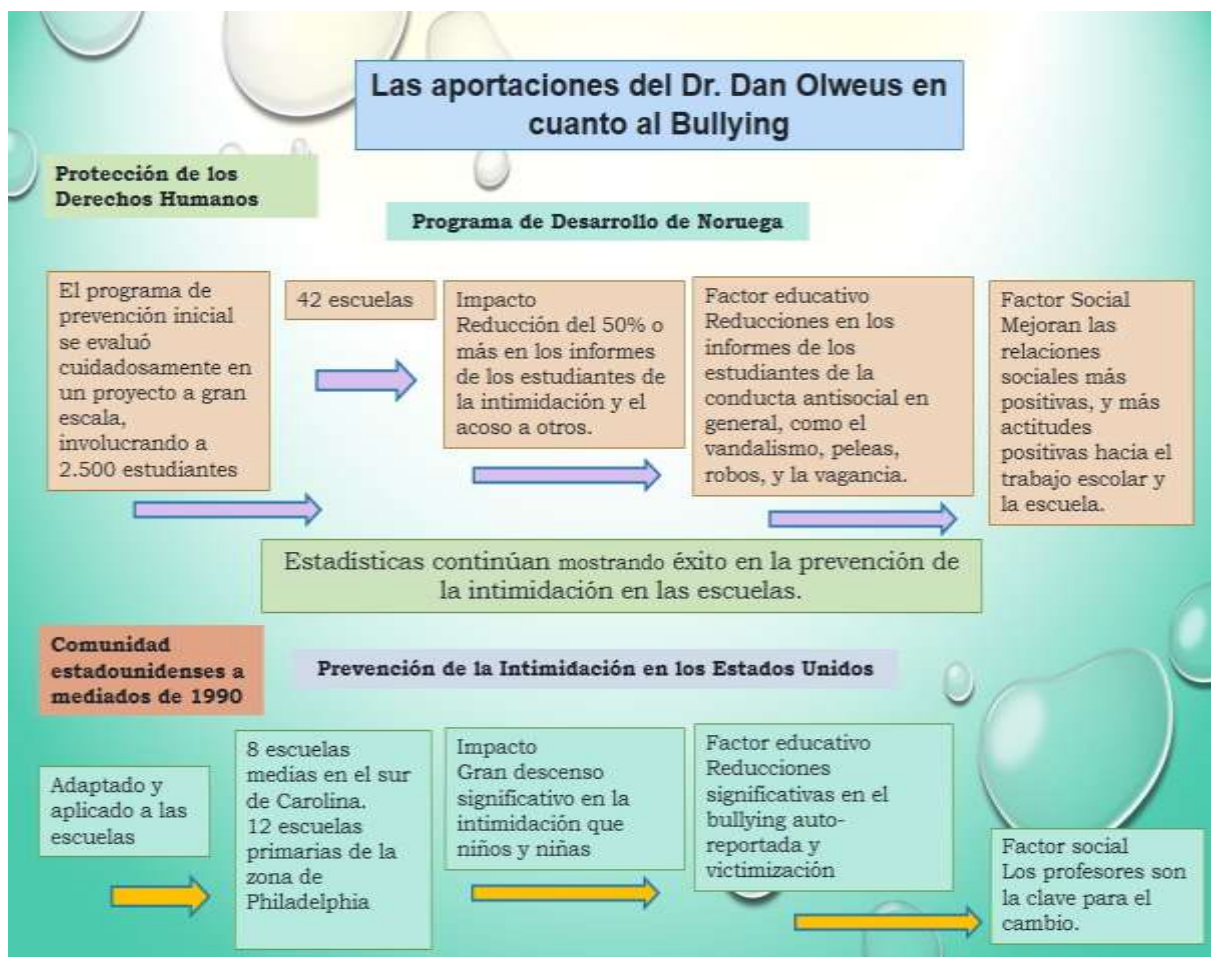 Las aportaciones del Dr. Dan Olweus en
cuanto al Bullying
Protección de los
Derechos Humanos
Programa de Desarrollo de Noruega
El programa de
prevención inicial
se evaluó
cuidadosamente en
un proyecto a gran
escala,
involucrando a
2.500 estudiantes
42 escuelas
Impacto
Reducción del 50% o
más en los informes
de los estudiantes de
la intimidación y el
acoso a otros.
Factor educativo
Reducciones en los
informes de los
estudiantes de la
conducta antisocial en
general, como el
vandalismo, peleas,
robos, y la vagancia.
Factor Social
Mejoran las
relaciones
sociales más
positivas, y más
actitudes
positivas hacia el
trabajo escolar y
la escuela.
Estadísticas continúan mostrando éxito en la prevención de
la intimidación en las escuelas.
Comunidad
estadounidenses a
mediados de 1990
Prevención de la Intimidación en los Estados Unidos
Adaptado y
aplicado a las
escuelas
8 escuelas
medias en el sur
de Carolina.
12 escuelas
primarias de la
zona de
Philadelphia
Impacto
Gran descenso
significativo en la
intimidación que
niños y niñas
Factor educativo
Reducciones
significativas en el
bullying auto-
reportada y
victimización
Factor social
Los profesores son
la clave para el
cambio.